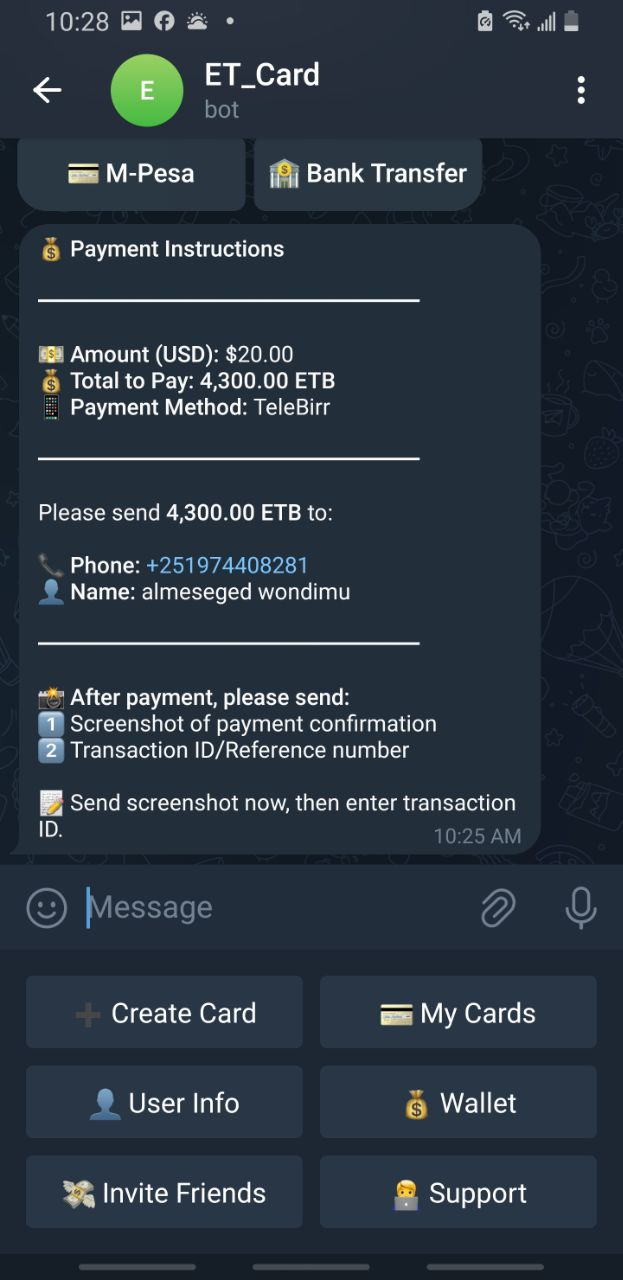 10:28
ET_Card
bot
💳 M-Pesa
🏦 Bank Transfer
💰 Payment Instructions
💵 Amount (USD): $20.00
💰 Total to Pay: 4,300.00 ETB
📱 Payment Method: TeleBirr
Please send 4,300.00 ETB to:
📞 Phone: +251974408281
👤 Name: almeseged wondimu
📸 After payment, please send:
1️⃣ Screenshot of payment confirmation
2️⃣ Transaction ID/Reference number
📝 Send screenshot now, then enter transaction
ID.
10:25 AM
Message
➕ Create Card
💳 My Cards
👤 User Info
💰 Wallet
💸 Invite Friends
🧑‍💻 Support